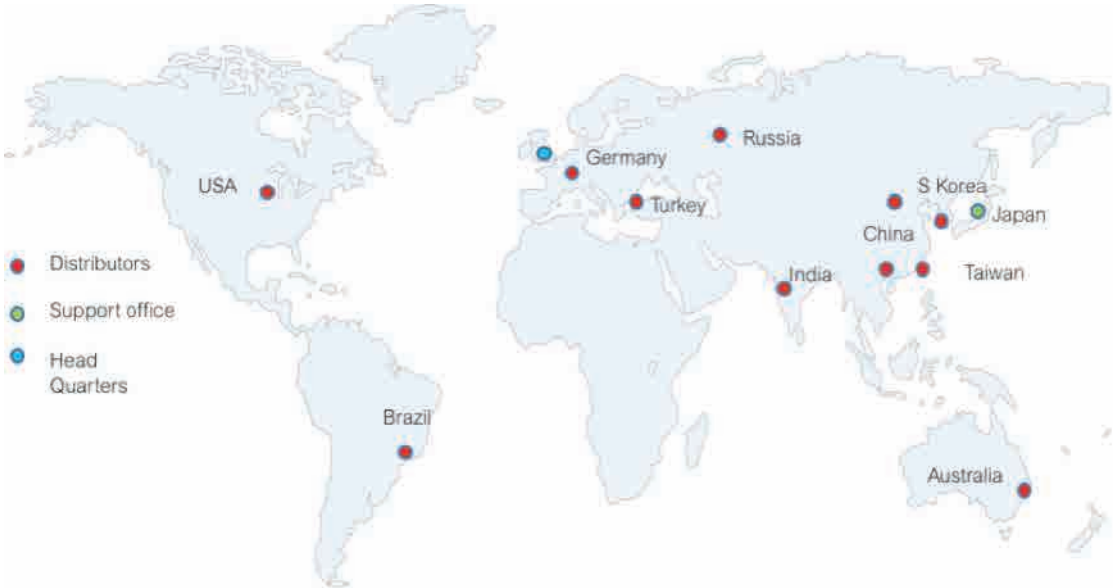 Russia
Germany
USA
S Korea
Turkey
Japan
China
Distributors
India
Taiwan
Support office
Head
Quarters
Brazil
Australia